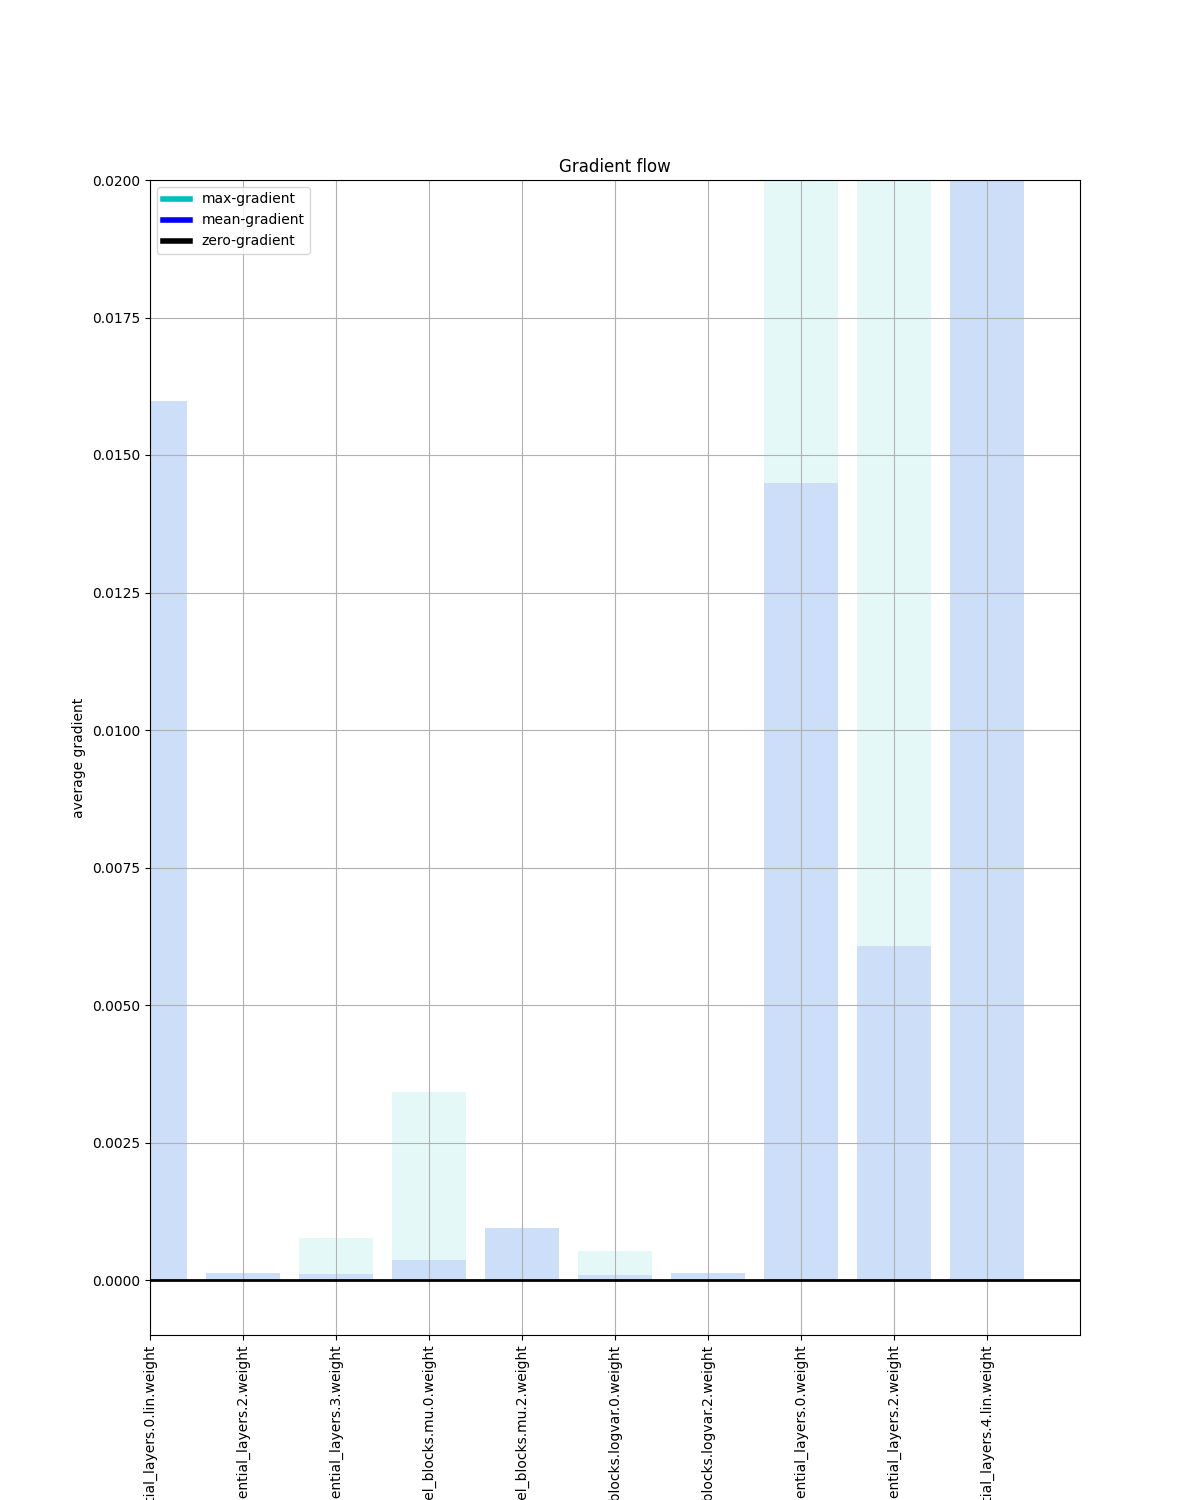 Gradient flow
max-gradient
mean-gradient
zero-gradient
0.0200
0.0175
0.0150
0.0125
0.0100
0.0075
0.0050
0.0025
0.0000
average gradient
tial_layers.0.lin.weight
ential_layers.2.weight
ential_layers.3.weight
el_blocks.mu.0.weight
el_blocks.mu.2.weight
blocks.logvar.0.weight
blocks.logvar.2.weight
ential_layers.0.weight
ential_layers.2.weight
tial_layers.4.lin.weight